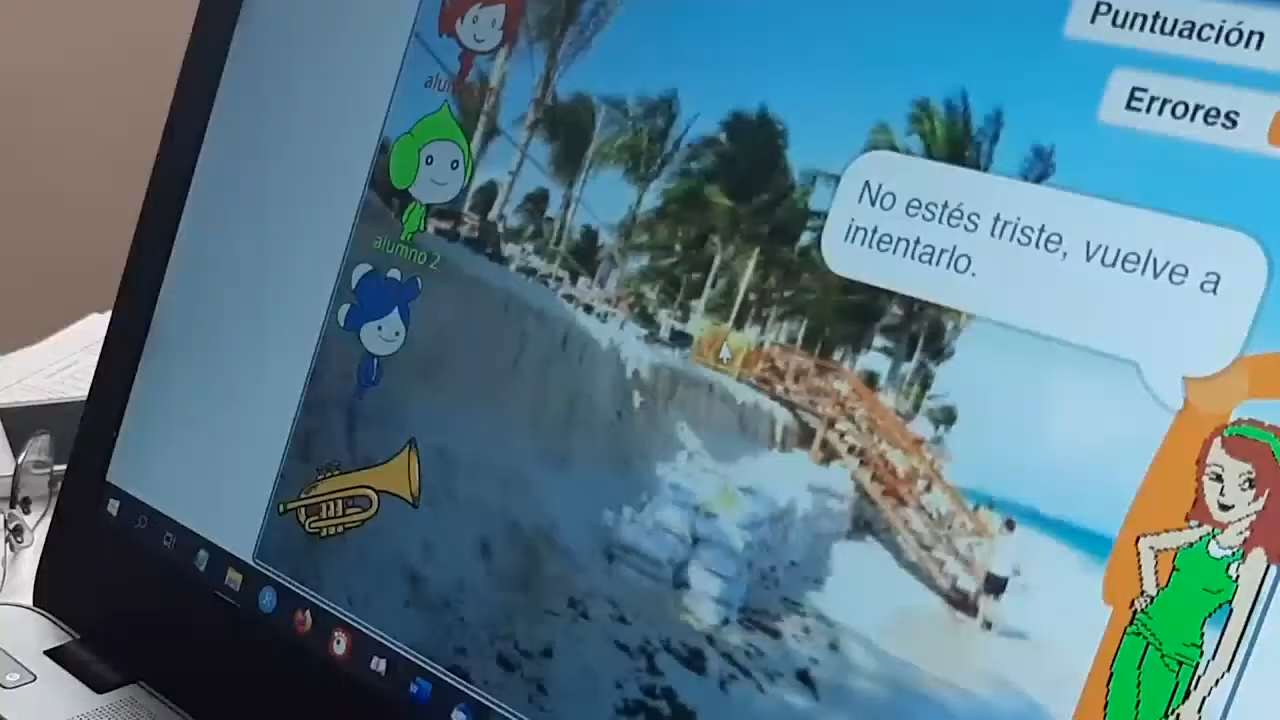 Puntuación
Errores
No estés triste, vuelve a
intentarlo.
alumno 2